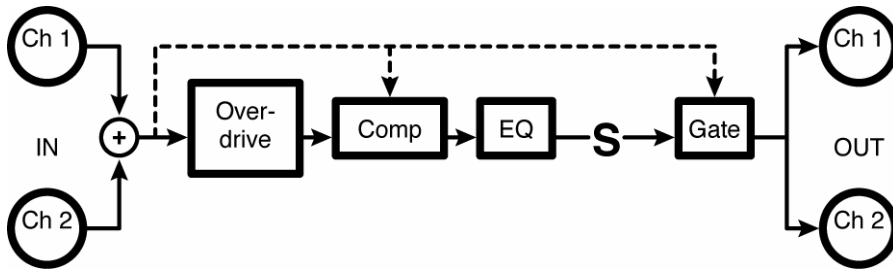 Ch 1
Ch 1
Over-
drive
Comp
EQ
S
Gate
IN
+
OUT
Ch 2
Ch 2